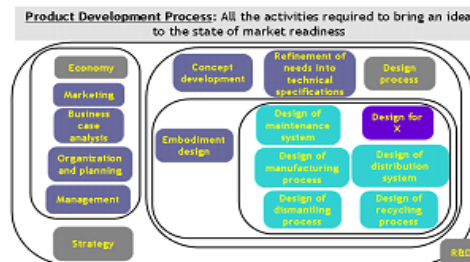 Product Development Process: All the activities required to bring an idea
to the state of market readiness
Economy
Marketing
Business
case
analysis
Organization
and planning
Management
Strategy
Concept
development
Refinement of
needs into
technical
specifications
Design
process
Embodiment
design
Design of
maintenance
system
Design for
X
Design of
manufacturing
process
Design of
distribution
system
Design of
dismantling
process
Design of
recycling
process
R&D